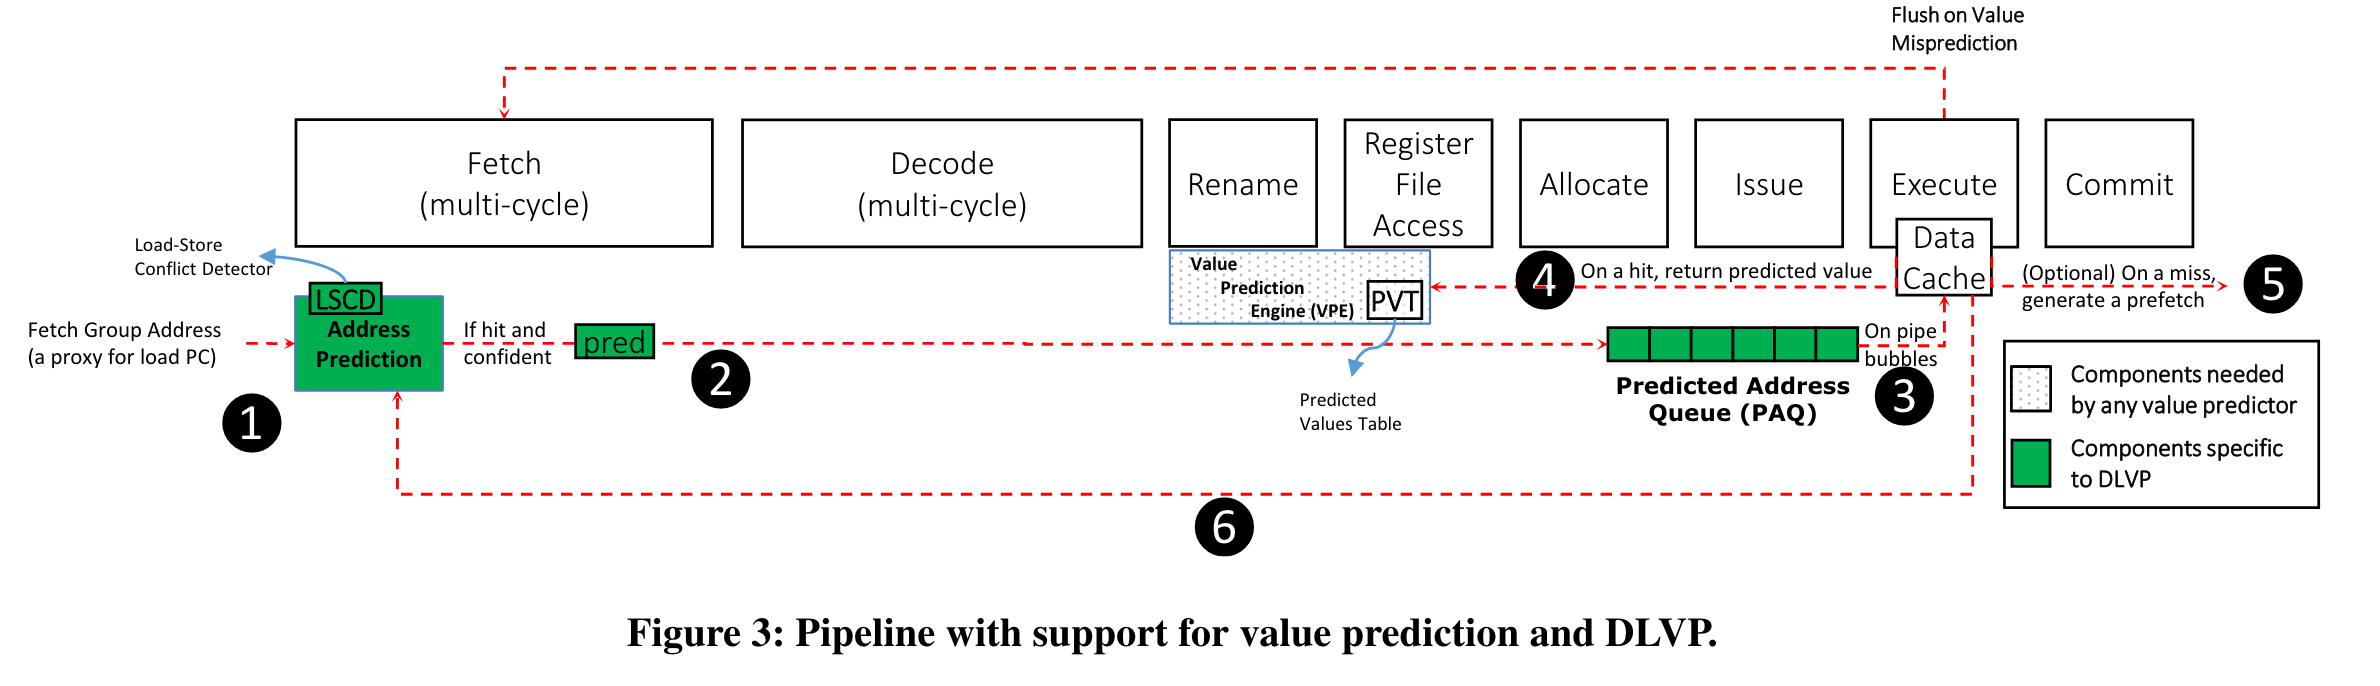 Flush on Value
Misprediction
Fetch
(multi-cycle)
Decode
(multi-cycle)
Rename
Register
File
Access
Allocate
Issue
Execute
Commit
Data
Cache
Load-Store
Conflict Detector
LSCD
Address
Prediction
Fetch Group Address
(a proxy for load PC)
1
If hit and
confident
pred
2
Value
Prediction
Engine (VPE)
PVT
Predicted
Values Table
4
On a hit, return predicted value
(Optional) On a miss,
generate a prefetch
5
On pipe
bubbles
3
Predicted Address
Queue (PAQ)
6
Components needed
by any value predictor
Components specific
to DLVP
Figure 3: Pipeline with support for value prediction and DLVP.